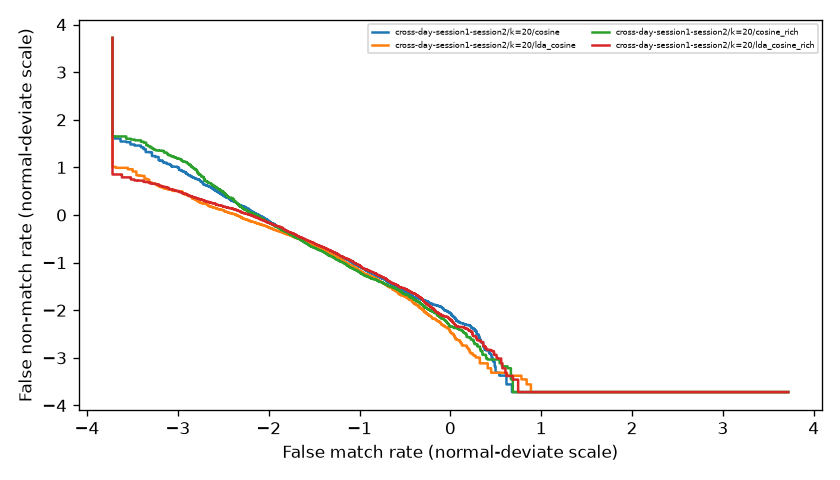 cross-day-session1-session2/k=20/cosine
cross-day-session1-session2/k=20/lda_cosine
cross-day-session1-session2/k=20/cosine_rich
cross-day-session1-session2/k=20/lda_cosine_rich
False non-match rate (normal-deviate scale)
4
3
2
1
0
−1
−2
−3
−4
−4 −3 −2 −1 0 1 2 3 4
False match rate (normal-deviate scale)